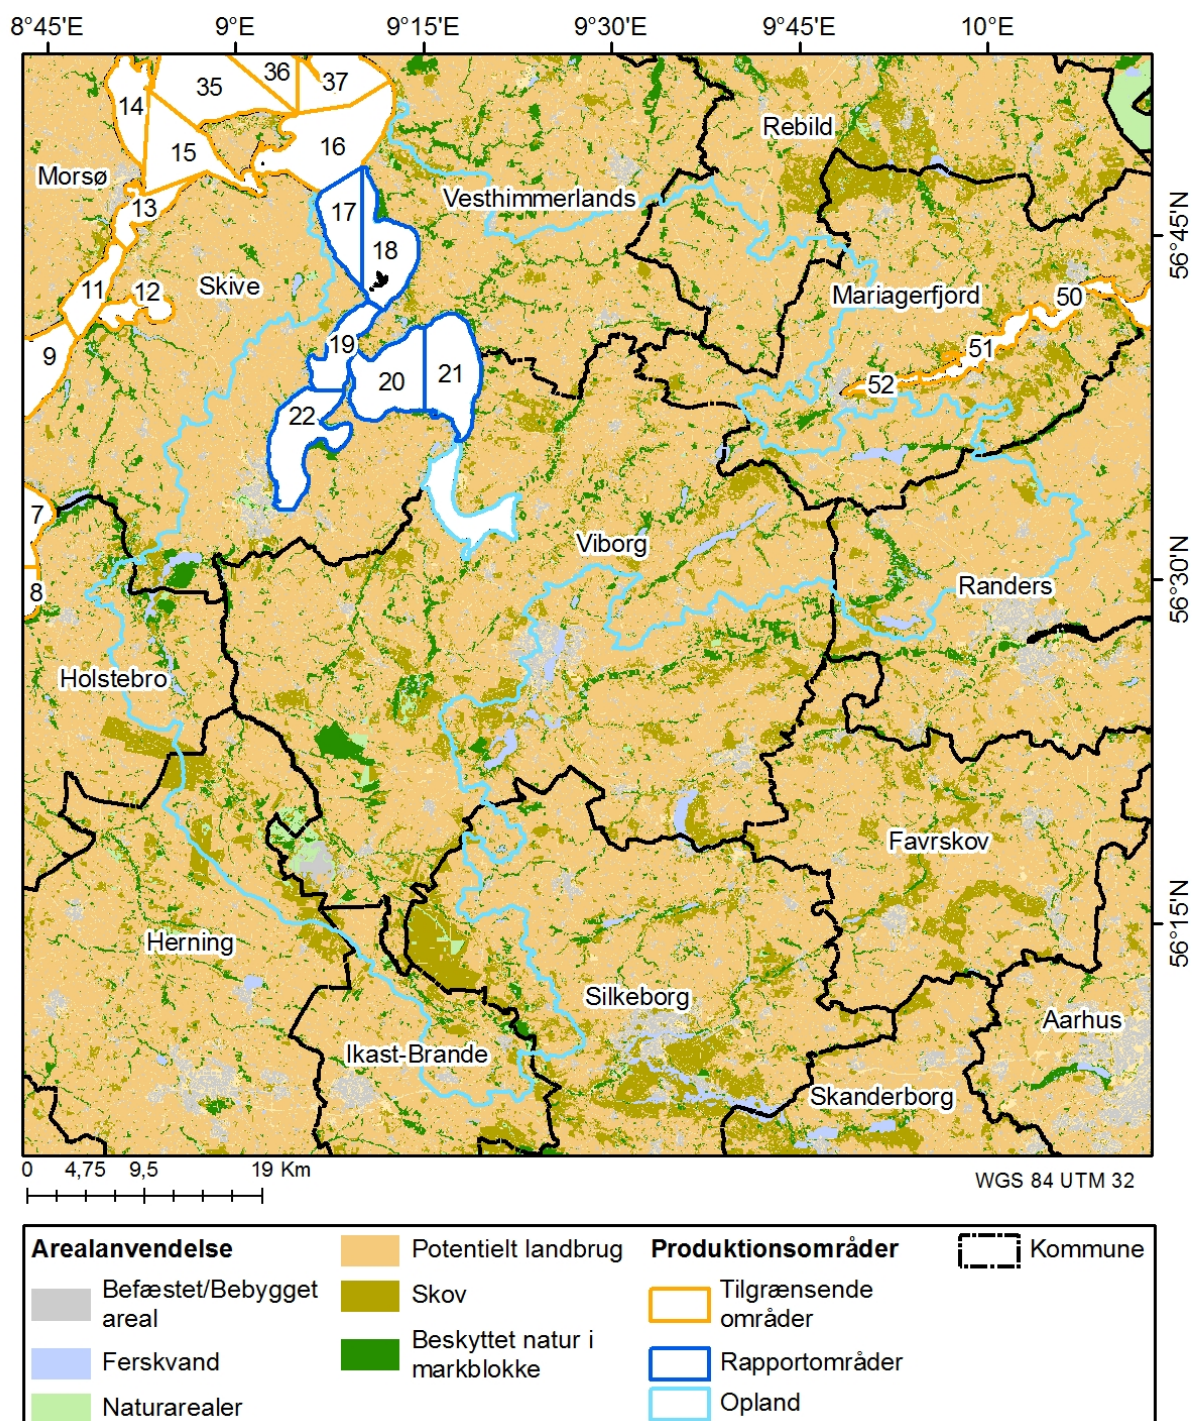 8°45'E 9°E 9°15'E 9°30'E 9°45'E 10°E
35 36 37
14
Rebild
16
15
Morsø
Vesthimmerlands
17
13
56°45'N
18
Skive
11 12
Mariagerfjord 50
19
51
9
20 21
52
22
7
Viborg
56°30'N
8
Randers
Holstebro
Favrskov
56°15'N
Herning
Silkeborg
Aarhus
Ikast-Brande
Skanderborg
0 4,75 9,5 19 Km
WGS 84 UTM 32
Arealanvendelse
Befæstet/Bebygget
areal
Ferskvand
Naturarealer
Potentielt landbrug
Skov
Beskyttet natur i
markblokke
Produktionsområder
Tilgrænsende
områder
Rapportområder
Opland
Kommune